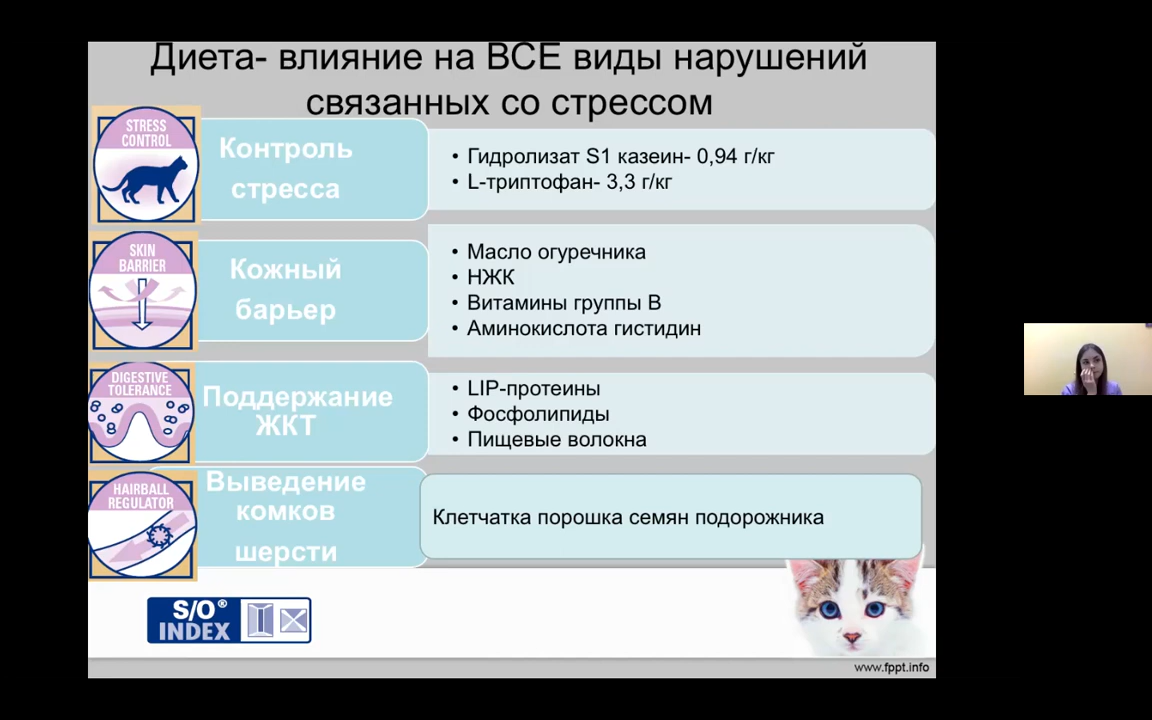 Диета- влияние на ВСЕ виды нарушений
связанных со стрессом
STRESS
CONTROL
Контроль
стресса
• Гидролизат S1 казеин- 0,94 г/кг
• L-триптофан- 3,3 г/кг
SKIN
BARRIER
Кожный
барьер
• Масло огуречника
• НЖК
• Витамины группы В
• Аминокислота гистидин
DIGESTIVE
TOLERANCE
Поддержание
ЖКТ
• LIP-протеины
• Фосфолипиды
• Пищевые волокна
HAIRBALL
REGULATOR
Выведение
комков
шерсти
Клетчатка порошка семян подорожника
S/O®
INDEX
www.fppt.info